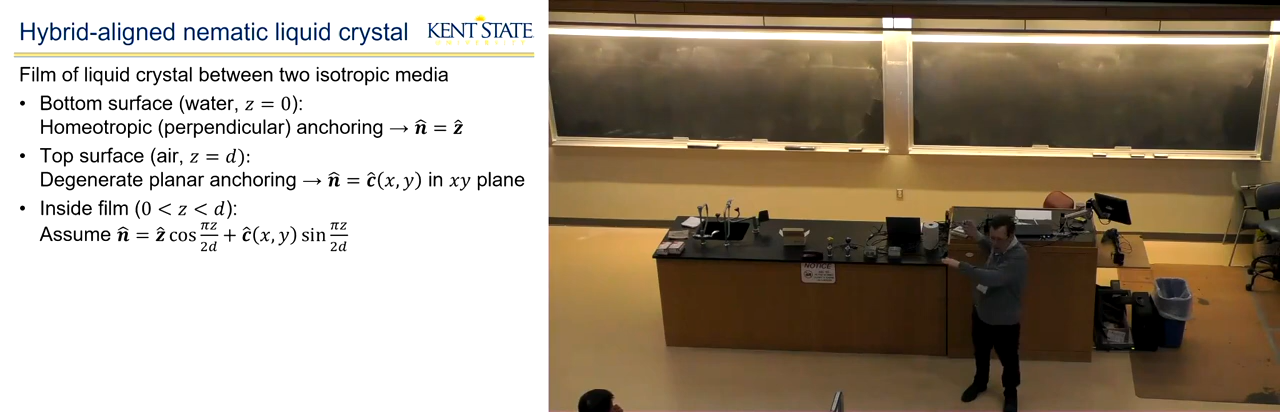 Hybrid-aligned nematic liquid crystal
KENT STATE
UNIVERSITY
Film of liquid crystal between two isotropic media
• Bottom surface (water, z = 0):
Homeotropic (perpendicular) anchoring → n̂ = ẑ
• Top surface (air, z = d):
Degenerate planar anchoring → n̂ = ĉ(x, y) in xy plane
• Inside film (0 < z < d):
Assume n̂ = ẑ cos πz/2d + ĉ(x, y) sin πz/2d
NOTICE